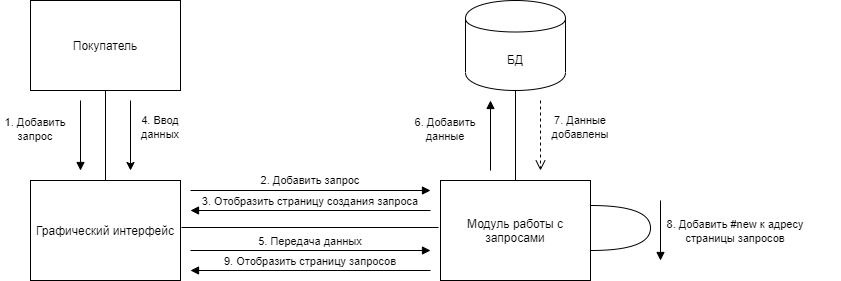 Покупатель
БД
1. Добавить
запрос
4. Ввод
данных
6. Добавить
данные
7. Данные
добавлены
2. Добавить запрос
3. Отобразить страницу создания запроса
Графический интерфейс
Модуль работы с
запросами
8. Добавить #new к адресу
страницы запросов
5. Передача данных
9. Отобразить страницу запросов